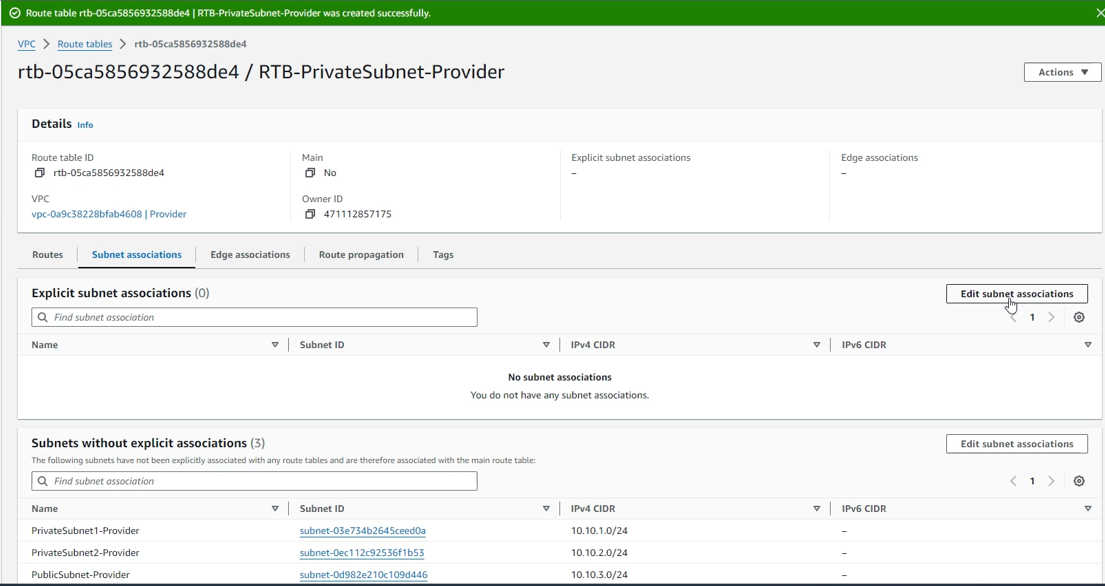 Route table rtb-05ca5856932588de4 | RTB-PrivateSubnet-Provider was created successfully.
VPC > Route tables > rtb-05ca5856932588de4
rtb-05ca5856932588de4 / RTB-PrivateSubnet-Provider
Actions
Details Info
Route table ID
rtb-05ca5856932588de4
Main
No
Explicit subnet associations
–
Edge associations
–
VPC
vpc-0a9c38228bfab4608 | Provider
Owner ID
471112857175
Routes Subnet associations Edge associations Route propagation Tags
Explicit subnet associations (0)
Edit subnet associations
Find subnet association
1
Name Subnet ID IPv4 CIDR IPv6 CIDR
No subnet associations
You do not have any subnet associations.
Subnets without explicit associations (3)
Edit subnet associations
The following subnets have not been explicitly associated with any route tables and are therefore associated with the main route table:
Find subnet association
1
Name Subnet ID IPv4 CIDR IPv6 CIDR
PrivateSubnet1-Provider subnet-03e734b2645ceed0a 10.10.1.0/24 –
PrivateSubnet2-Provider subnet-0ec112c92536f1b53 10.10.2.0/24 –
PublicSubnet-Provider subnet-0d982e210c109d446 10.10.3.0/24 –